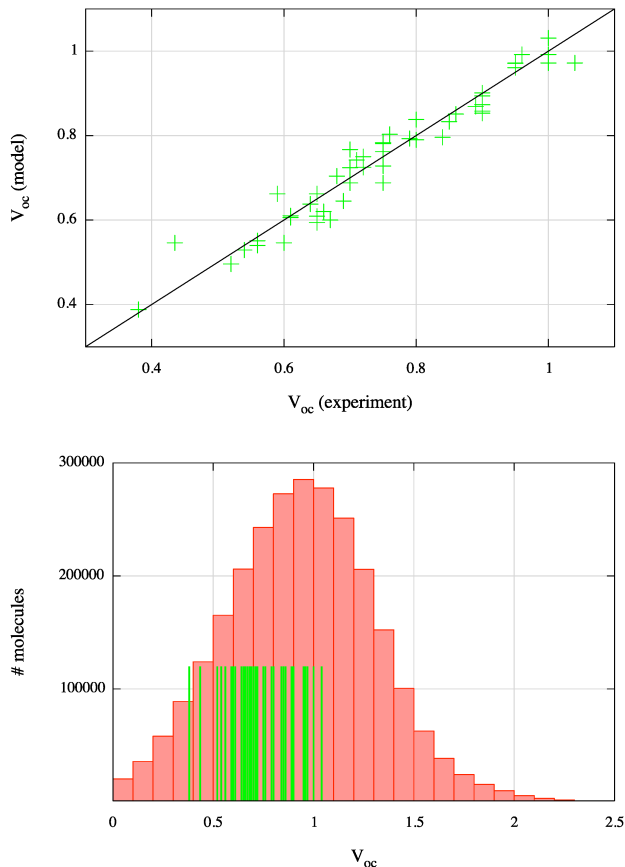 1
0.8
0.6
0.4
V_oc (model)
0.4 0.6 0.8 1
V_oc (experiment)
300000
200000
100000
# molecules
0 0.5 1 1.5 2 2.5
V_oc